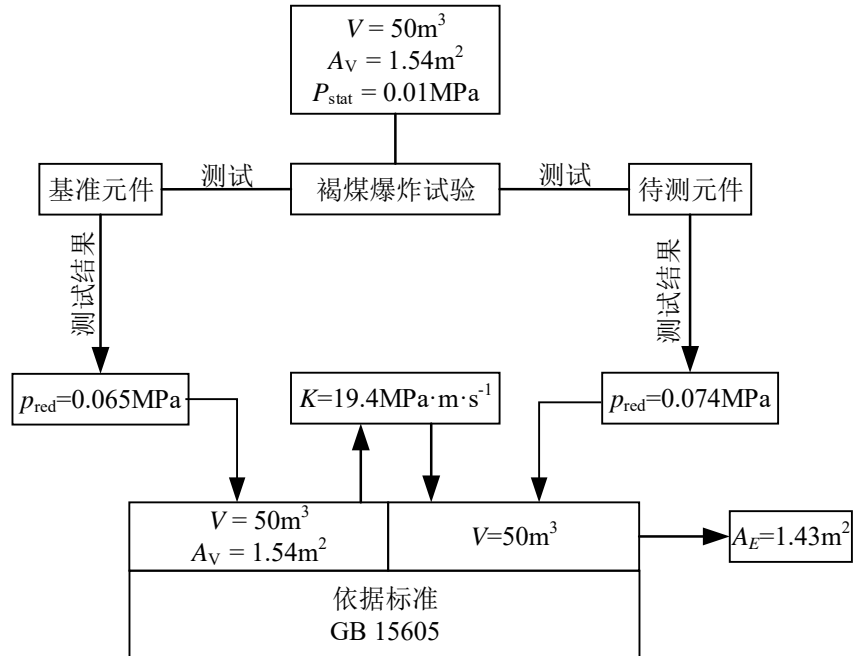 V = 50m³
A_V = 1.54m²
P_stat = 0.01MPa
基准元件
测试
褐煤爆炸试验
测试
待测元件
测试结果
测试结果
p_red=0.065MPa
K=19.4MPa·m·s⁻¹
p_red=0.074MPa
V = 50m³
A_V = 1.54m²
V=50m³
A_E=1.43m²
依据标准
GB 15605